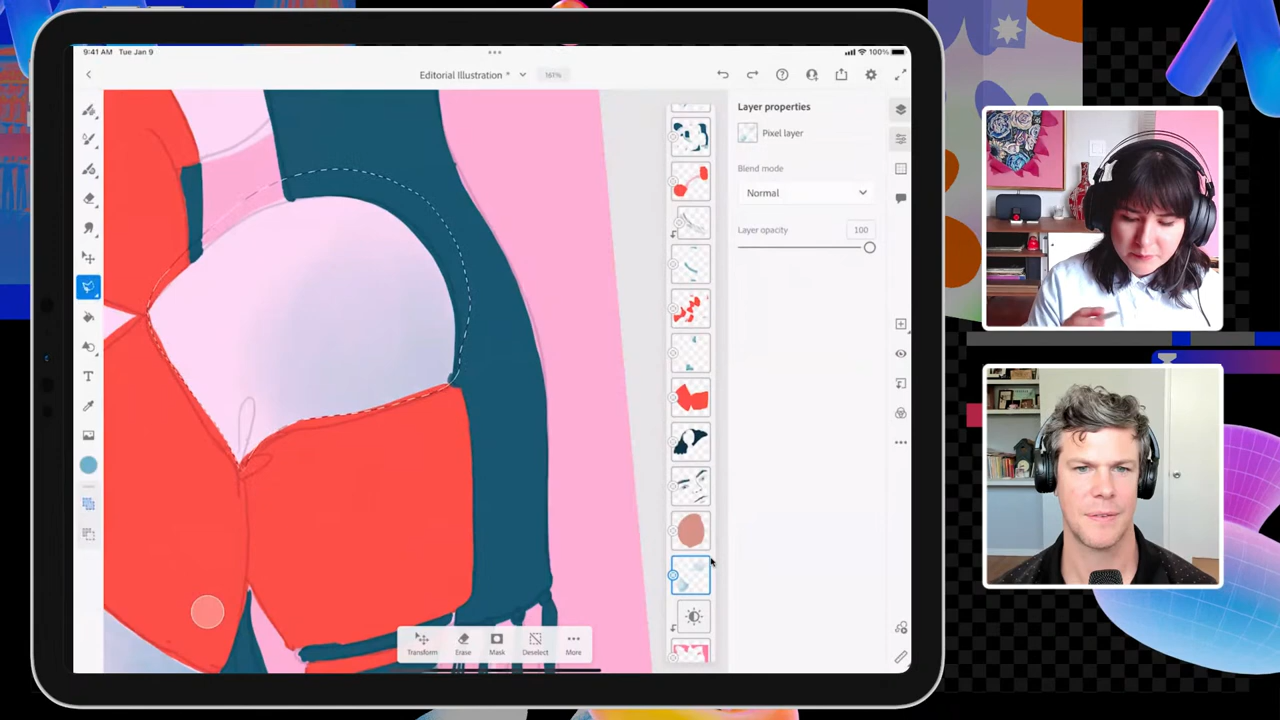 9:41 AM Tue Jan 9
100%
Editorial Illustration *
161%
Layer properties
Pixel layer
Blend mode
Normal
Layer opacity
100
T
Transform
Erase
Mask
Deselect
More